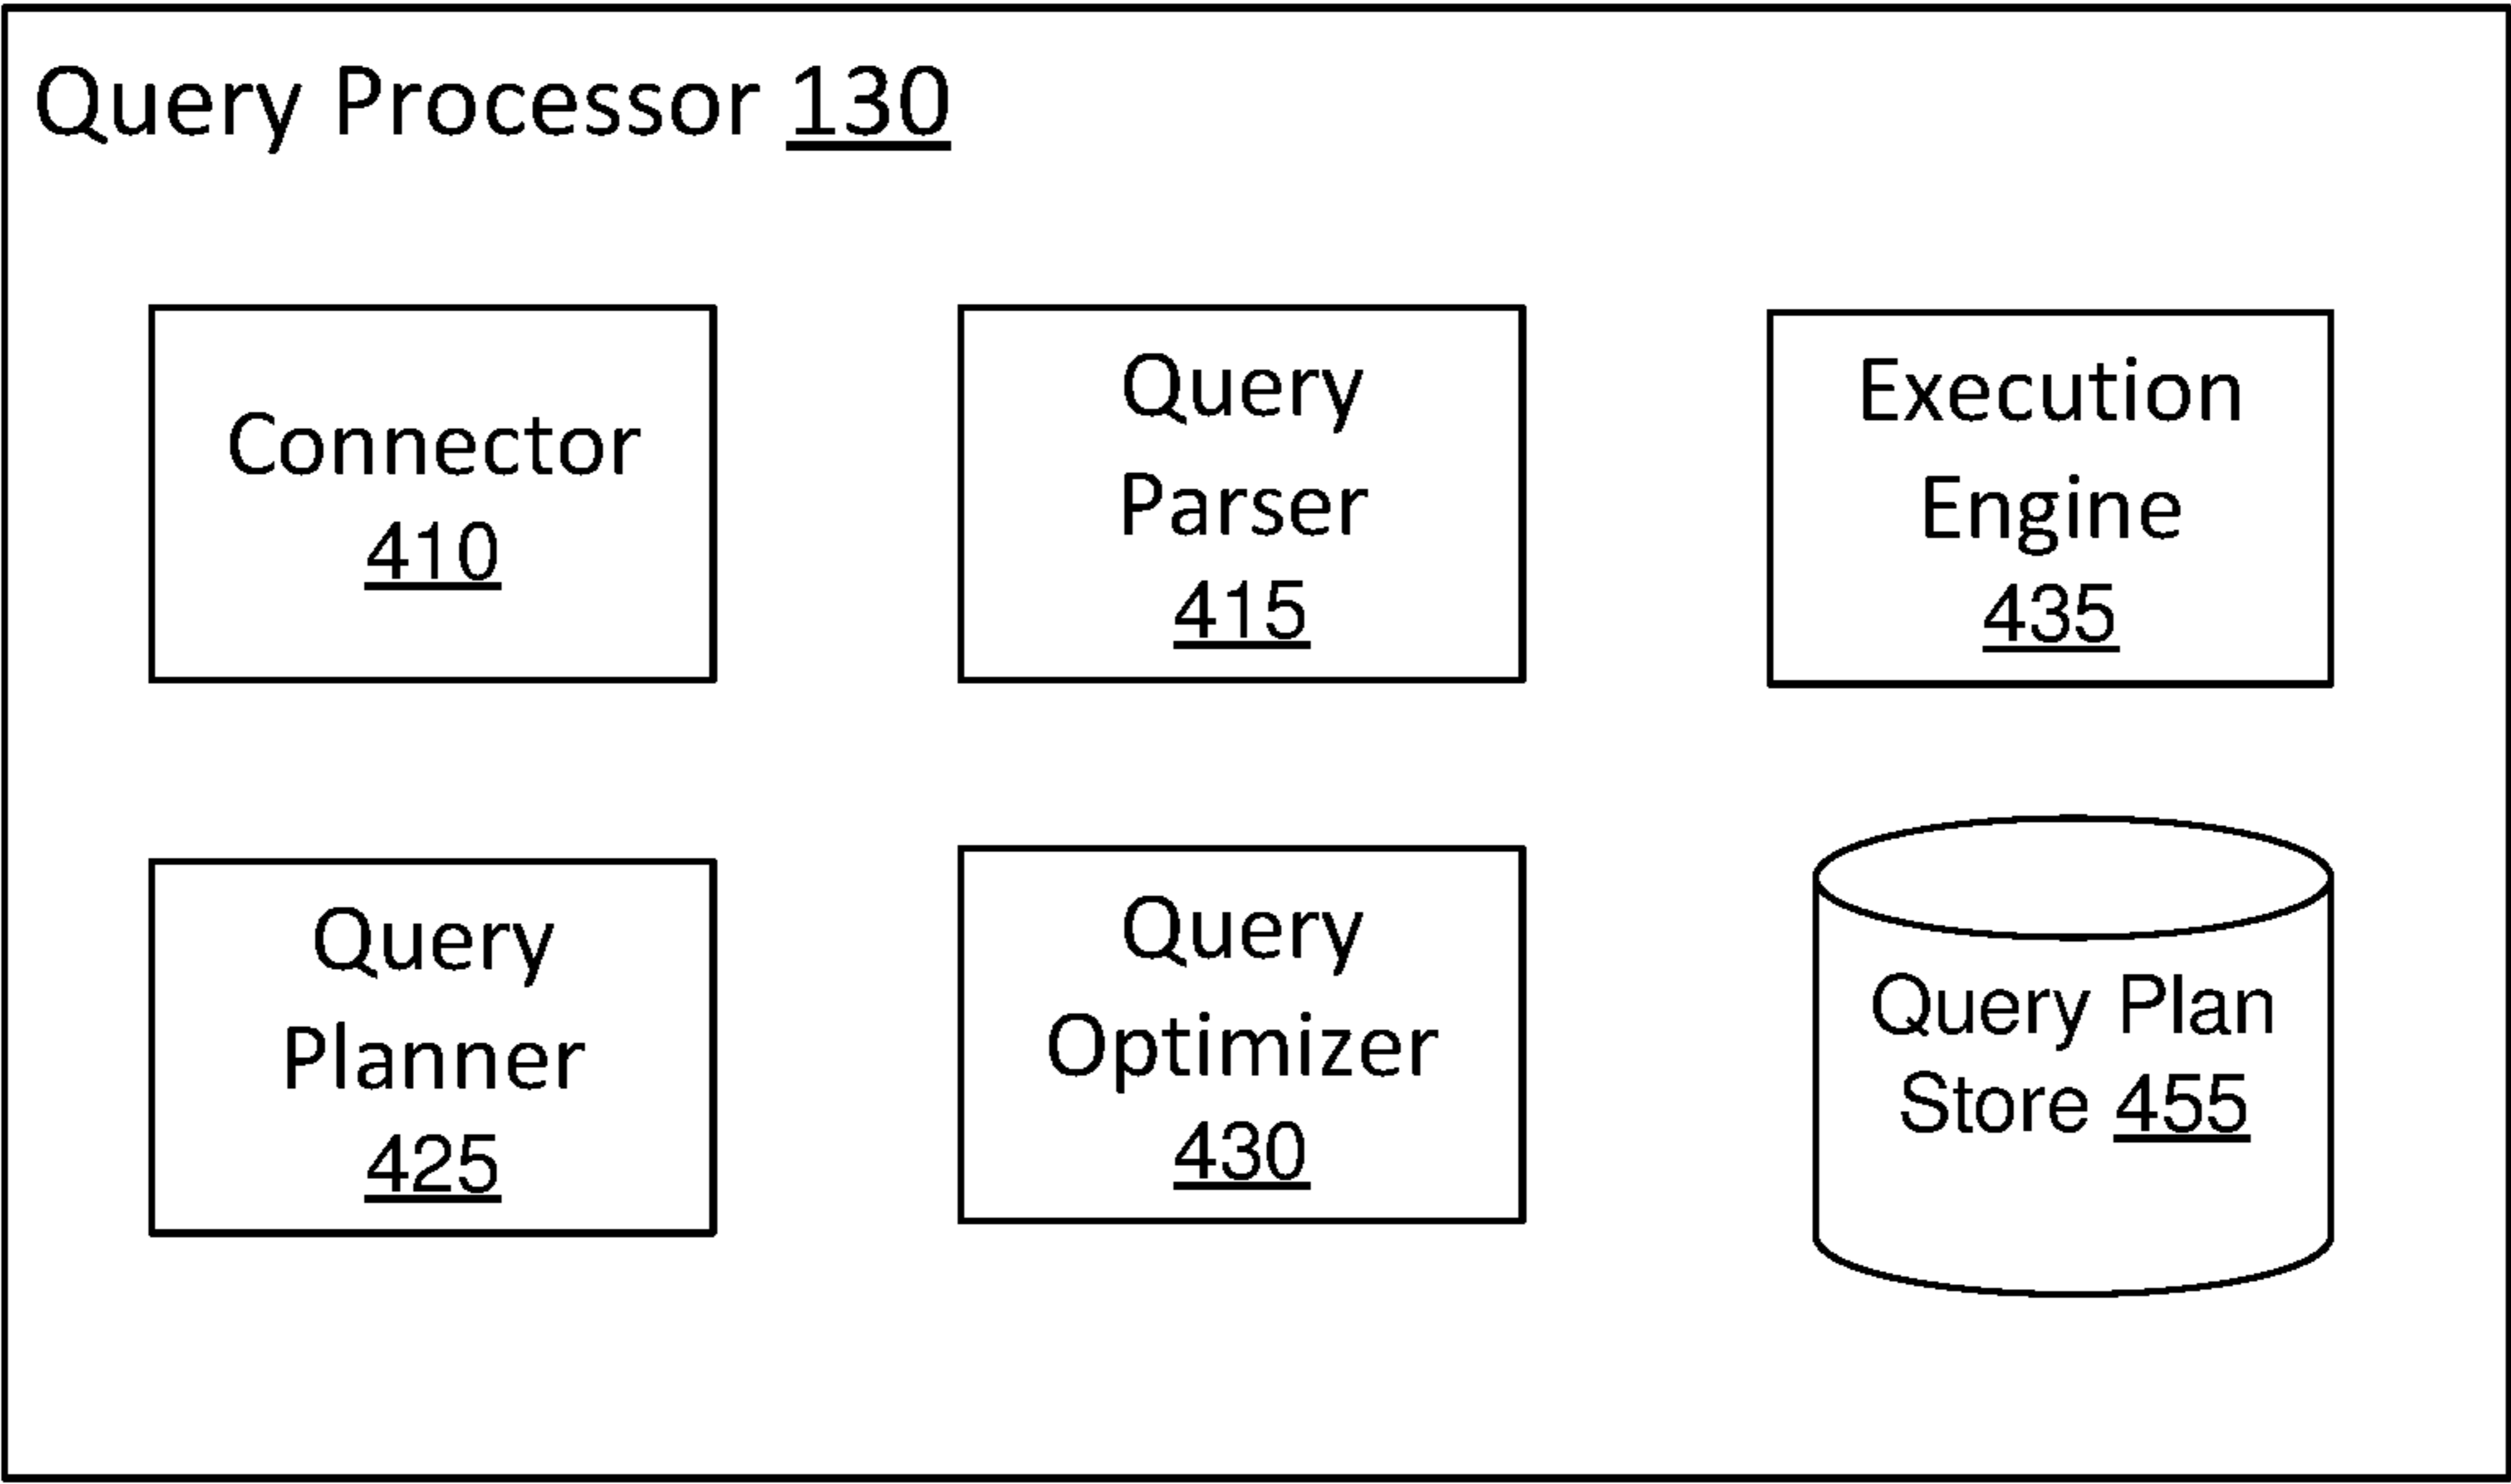 Query Processor 130
Connector
410
Query
Parser
415
Execution
Engine
435
Query
Planner
425
Query
Optimizer
430
Query Plan
Store 455